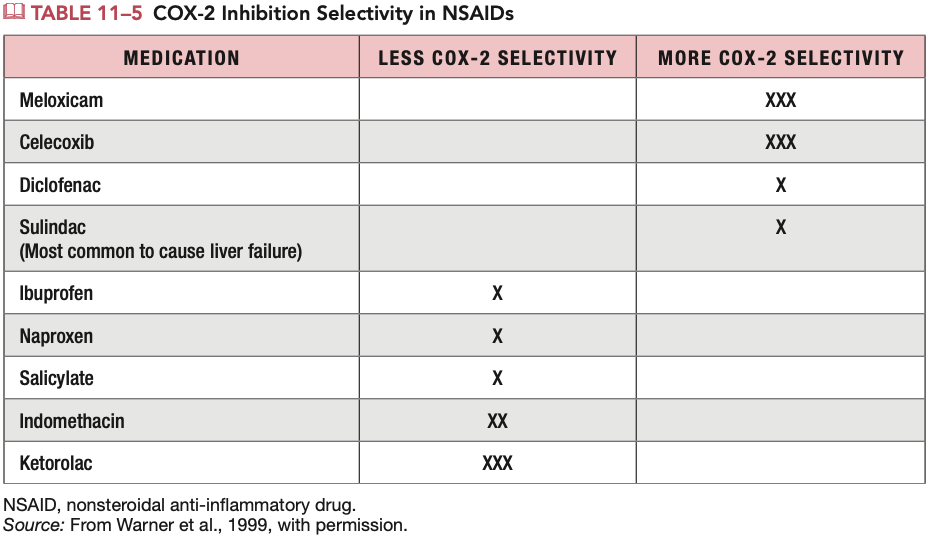 TABLE 11–5 COX-2 Inhibition Selectivity in NSAIDs
MEDICATION LESS COX-2 SELECTIVITY MORE COX-2 SELECTIVITY
Meloxicam XXX
Celecoxib XXX
Diclofenac X
Sulindac X
(Most common to cause liver failure)
Ibuprofen X
Naproxen X
Salicylate X
Indomethacin XX
Ketorolac XXX
NSAID, nonsteroidal anti-inflammatory drug.
Source: From Warner et al., 1999, with permission.